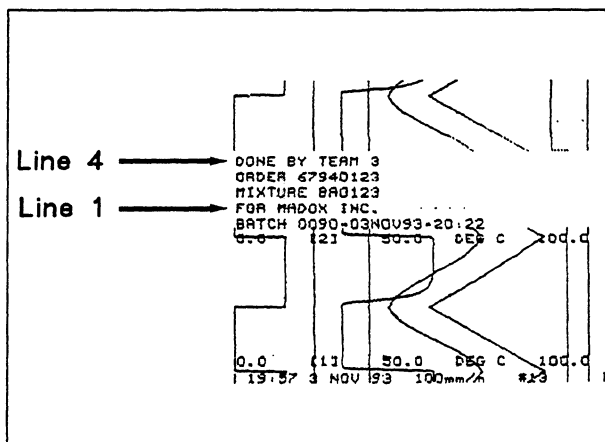 Line 4
DONE BY TEAM 3
ORDER 67940123
MIXTURE 8A0123
Line 1
FOR MADOX INC.
BATCH 0090-03NOV93-20:22
0.0 [2] 50.0 DEG C 200.0
0.0 [1] 50.0 DEG C 100.0
19:57 3 NOV 93 100mm/h #13